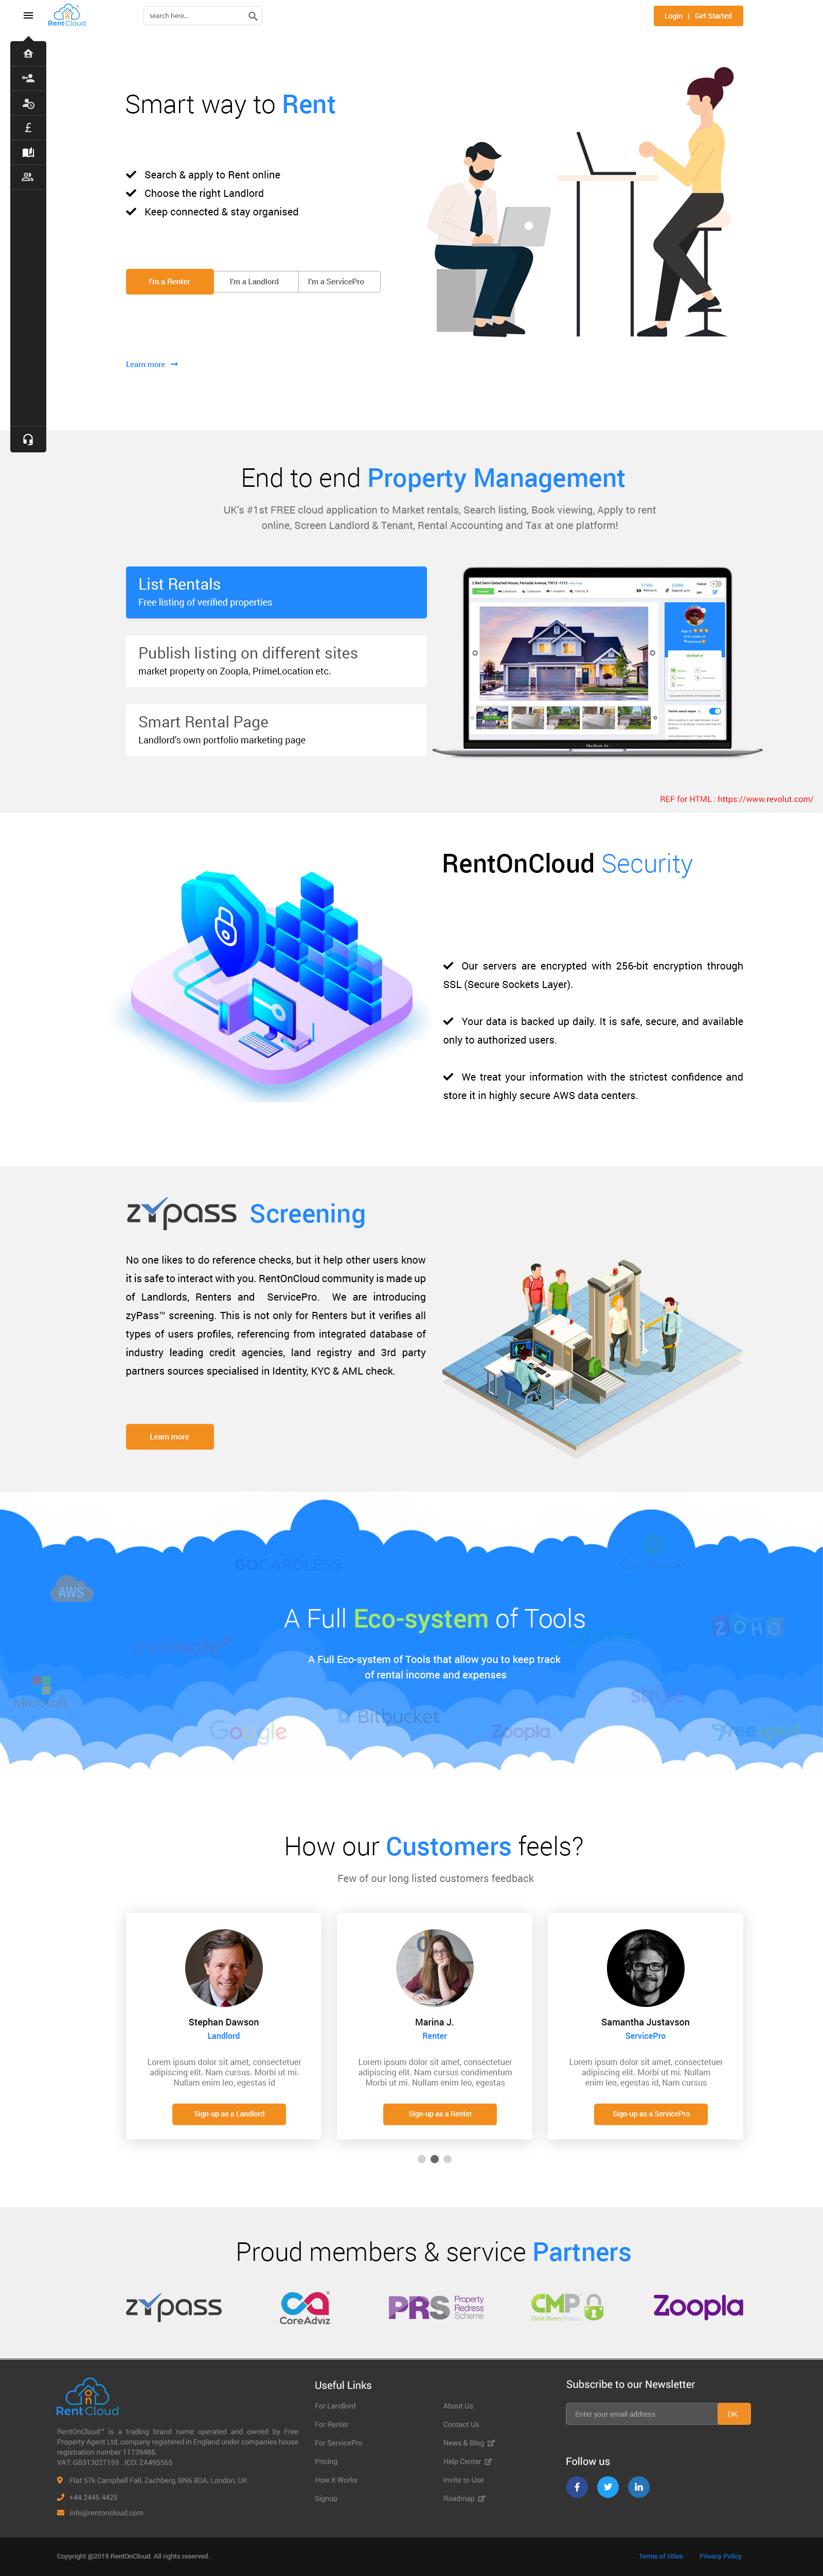 RentCloud
search here...
Login | Get Started
Smart way to Rent
Search & apply to Rent online
Choose the right Landlord
Keep connected & stay organised
I'm a Renter
I'm a Landlord
I'm a ServicePro
Learn more
End to end Property Management
UK's #1st FREE cloud application to Market rentals, Search listing, Book viewing, Apply to rent
online, Screen Landlord & Tenant, Rental Accounting and Tax at one platform!
List Rentals
Free listing of verified properties
Publish listing on different sites
market property on Zoopla, PrimeLocation etc.
Smart Rental Page
Landlord's own portfolio marketing page
MacBook Air
REF for HTML : https://www.revolut.com/
RentOnCloud Security
Our servers are encrypted with 256-bit encryption through
SSL (Secure Sockets Layer).
Your data is backed up daily. It is safe, secure, and available
only to authorized users.
We treat your information with the strictest confidence and
store it in highly secure AWS data centers.
zypass Screening
No one likes to do reference checks, but it help other users know
it is safe to interact with you. RentOnCloud community is made up
of Landlords, Renters and ServicePro. We are introducing
zyPass™ screening. This is not only for Renters but it verifies all
types of users profiles, referencing from integrated database of
industry leading credit agencies, land registry and 3rd party
partners sources specialised in Identity, KYC & AML check.
Learn more
GOCARDLESS
AWS
ZOHO
A Full Eco-system of Tools
A Full Eco-system of Tools that allow you to keep track
of rental income and expenses
Microsoft
stripe
Bitbucket
Google
Zoopla
How our Customers feels?
Few of our long listed customers feedback
Stephan Dawson
Landlord
Lorem ipsum dolor sit amet, consectetuer
adipiscing elit. Nam cursus. Morbi ut mi.
Nullam enim leo, egestas id
Sign-up as a Landlord
Marina J.
Renter
Lorem ipsum dolor sit amet, consectetuer
adipiscing elit. Nam cursus condimentum
Morbi ut mi. Nullam enim leo, egestas
Sign-up as a Renter
Samantha Justavson
ServicePro
Lorem ipsum dolor sit amet, consectetuer
adipiscing elit. Morbi ut mi. Nullam
enim leo, egestas id, Nam cursus
Sign-up as a ServicePro
Proud members & service Partners
zypass
CoreAdviz
PRS Property Redress Scheme
CMP Client Money Protect
Zoopla
Rent on Cloud
RentOnCloud™ is a trading brand name operated and owned by Free
Property Agent Ltd, company registered in England under companies house
registration number 11739486.
VAT: GB313027159 . ICO: ZA495565
Flat 57k Campbell Fall, Zachberg, BN6 8DA, London, UK
+44 2445 4425
info@rentoncloud.com
Useful Links
For Landlord
For Renter
For ServicePro
Pricing
How it Works
Signup
About Us
Contact Us
News & Blog
Help Center
Invite to Use
Roadmap
Subscribe to our Newsletter
Enter your email address
OK
Follow us
Copyright @2019 RentOnCloud. All rights reserved.
Terms of USes
Privacy Policy